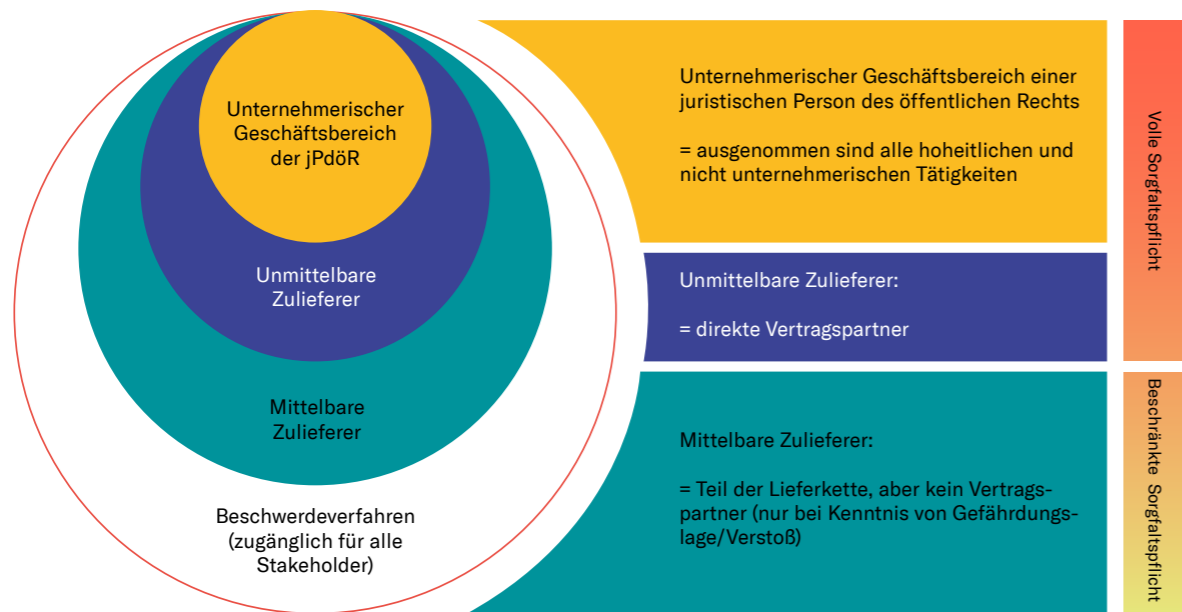 Unternehmerischer
Geschäftsbereich
der jPdöR
Unmittelbare
Zulieferer
Mittelbare
Zulieferer
Beschwerdeverfahren
(zugänglich für alle
Stakeholder)
Unternehmerischer Geschäftsbereich einer
juristischen Person des öffentlichen Rechts
= ausgenommen sind alle hoheitlichen und
nicht unternehmerischen Tätigkeiten
Unmittelbare Zulieferer:
= direkte Vertragspartner
Mittelbare Zulieferer:
= Teil der Lieferkette, aber kein Vertrags-
partner (nur bei Kenntnis von Gefährdungs-
lage/Verstoß)
Volle Sorgfaltspflicht
Beschränkte Sorgfaltspflicht